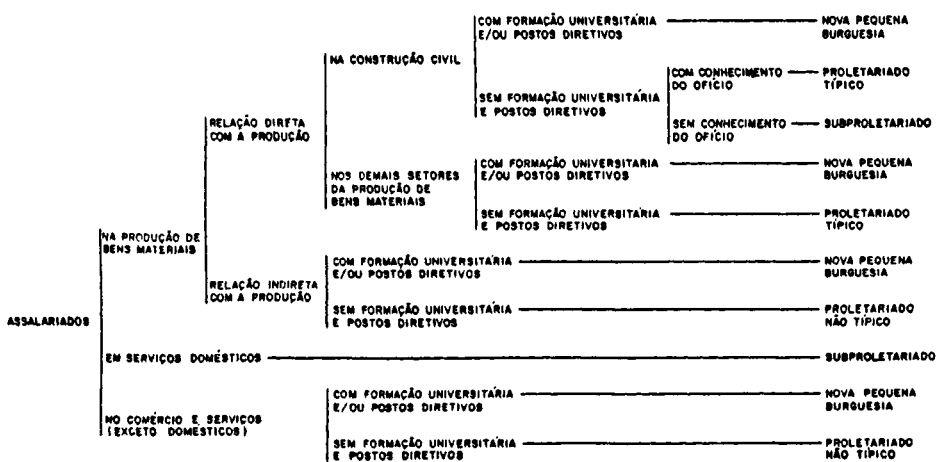 COM FORMAÇÃO UNIVERSITÁRIA
E/OU POSTOS DIRETIVOS
NOVA PEQUENA
BURGUESIA
NA CONSTRUÇÃO CIVIL
COM CONHECIMENTO
DO OFÍCIO
PROLETARIADO
TÍPICO
SEM FORMAÇÃO UNIVERSITÁRIA
E POSTOS DIRETIVOS
SEM CONHECIMENTO
DO OFÍCIO
SUBPROLETARIADO
RELAÇÃO DIRETA
COM A PRODUÇÃO
NOS DEMAIS SETORES
DA PRODUÇÃO DE
BENS MATERIAIS
COM FORMAÇÃO UNIVERSITÁRIA
E/OU POSTOS DIRETIVOS
NOVA PEQUENA
BURGUESIA
SEM FORMAÇÃO UNIVERSITÁRIA
E POSTOS DIRETIVOS
PROLETARIADO
TÍPICO
NA PRODUÇÃO DE
BENS MATERIAIS
RELAÇÃO INDIRETA
COM A PRODUÇÃO
COM FORMAÇÃO UNIVERSITÁRIA
E/OU POSTOS DIRETIVOS
NOVA PEQUENA
BURGUESIA
SEM FORMAÇÃO UNIVERSITÁRIA
E POSTOS DIRETIVOS
PROLETARIADO
NÃO TÍPICO
ASSALARIADOS
EM SERVIÇOS DOMÉSTICOS
SUBPROLETARIADO
NO COMÉRCIO E SERVIÇOS
(EXCETO DOMÉSTICOS)
COM FORMAÇÃO UNIVERSITÁRIA
E/OU POSTOS DIRETIVOS
NOVA PEQUENA
BURGUESIA
SEM FORMAÇÃO UNIVERSITÁRIA
E POSTOS DIRETIVOS
PROLETARIADO
NÃO TÍPICO